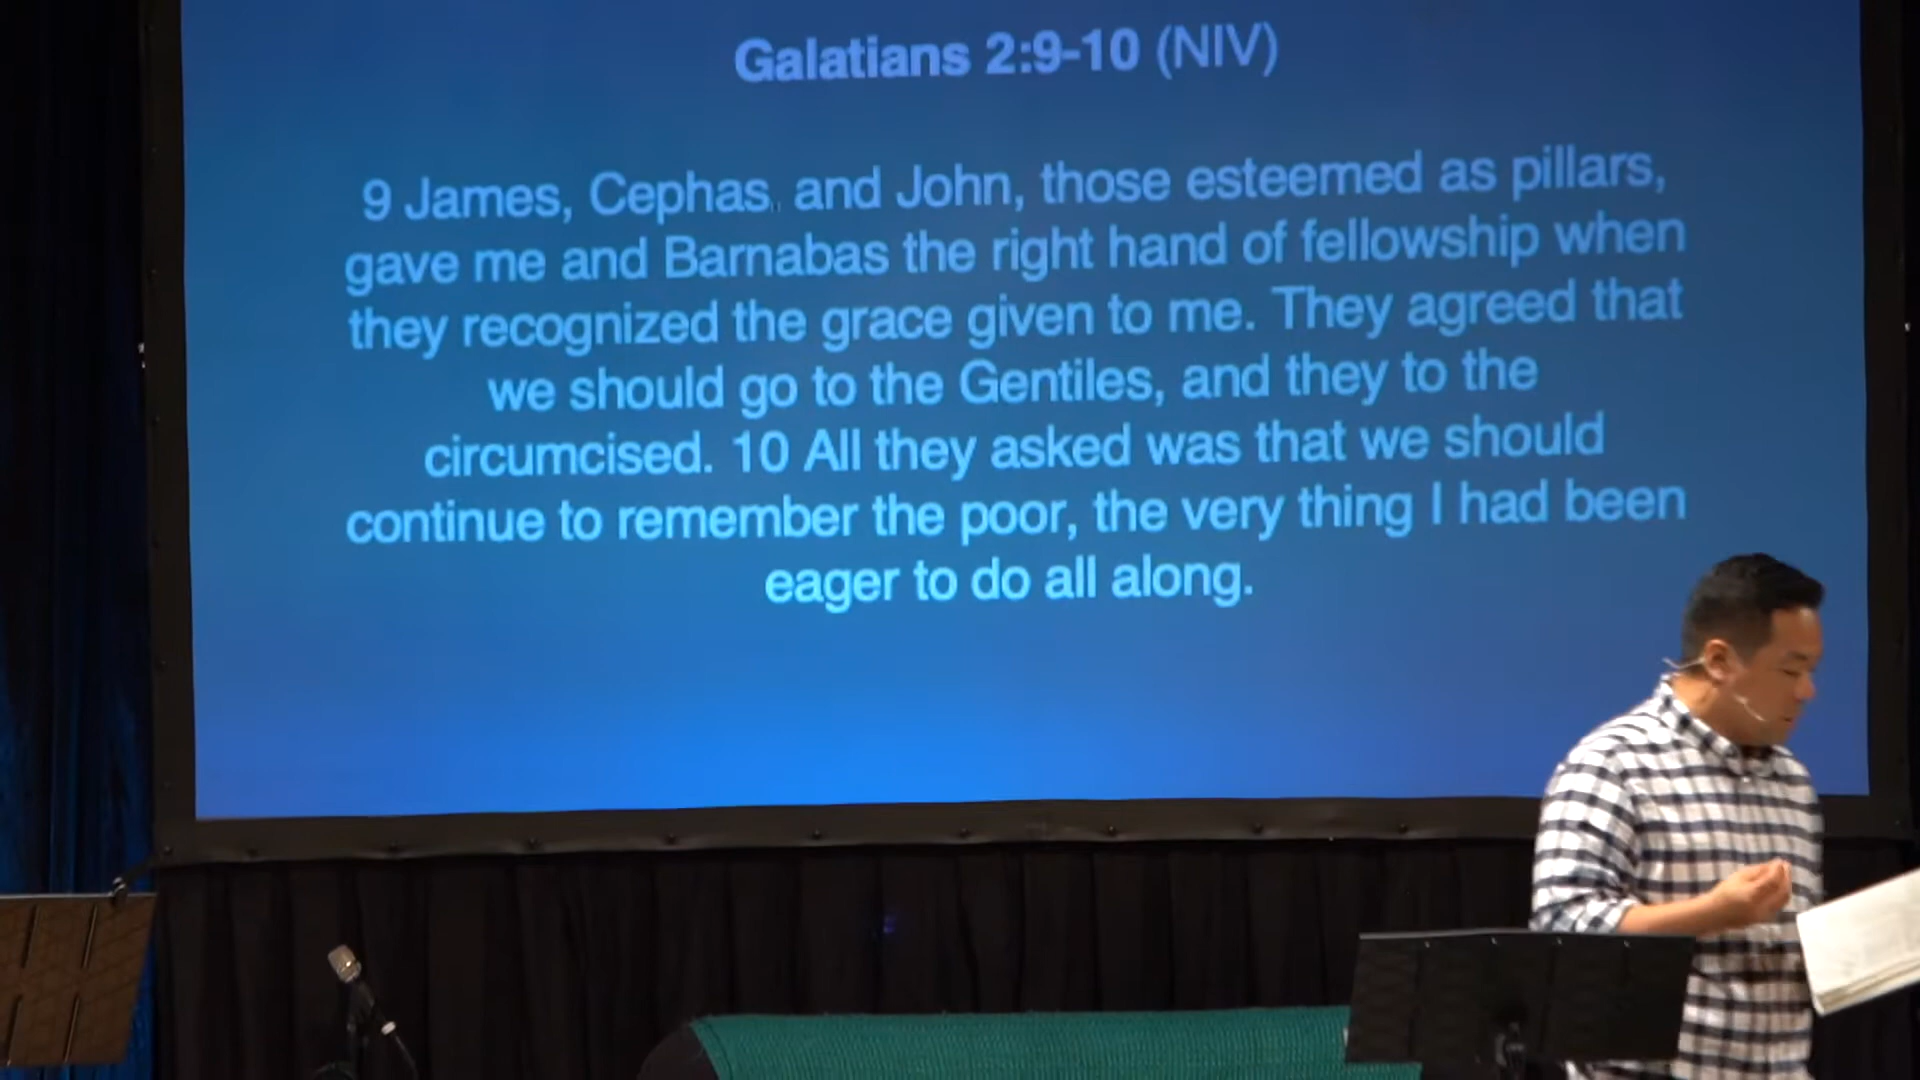 Galatians 2:9-10 (NIV)
9 James, Cephas, and John, those esteemed as pillars,
gave me and Barnabas the right hand of fellowship when
they recognized the grace given to me. They agreed that
we should go to the Gentiles, and they to the
circumcised. 10 All they asked was that we should
continue to remember the poor, the very thing I had been
eager to do all along.